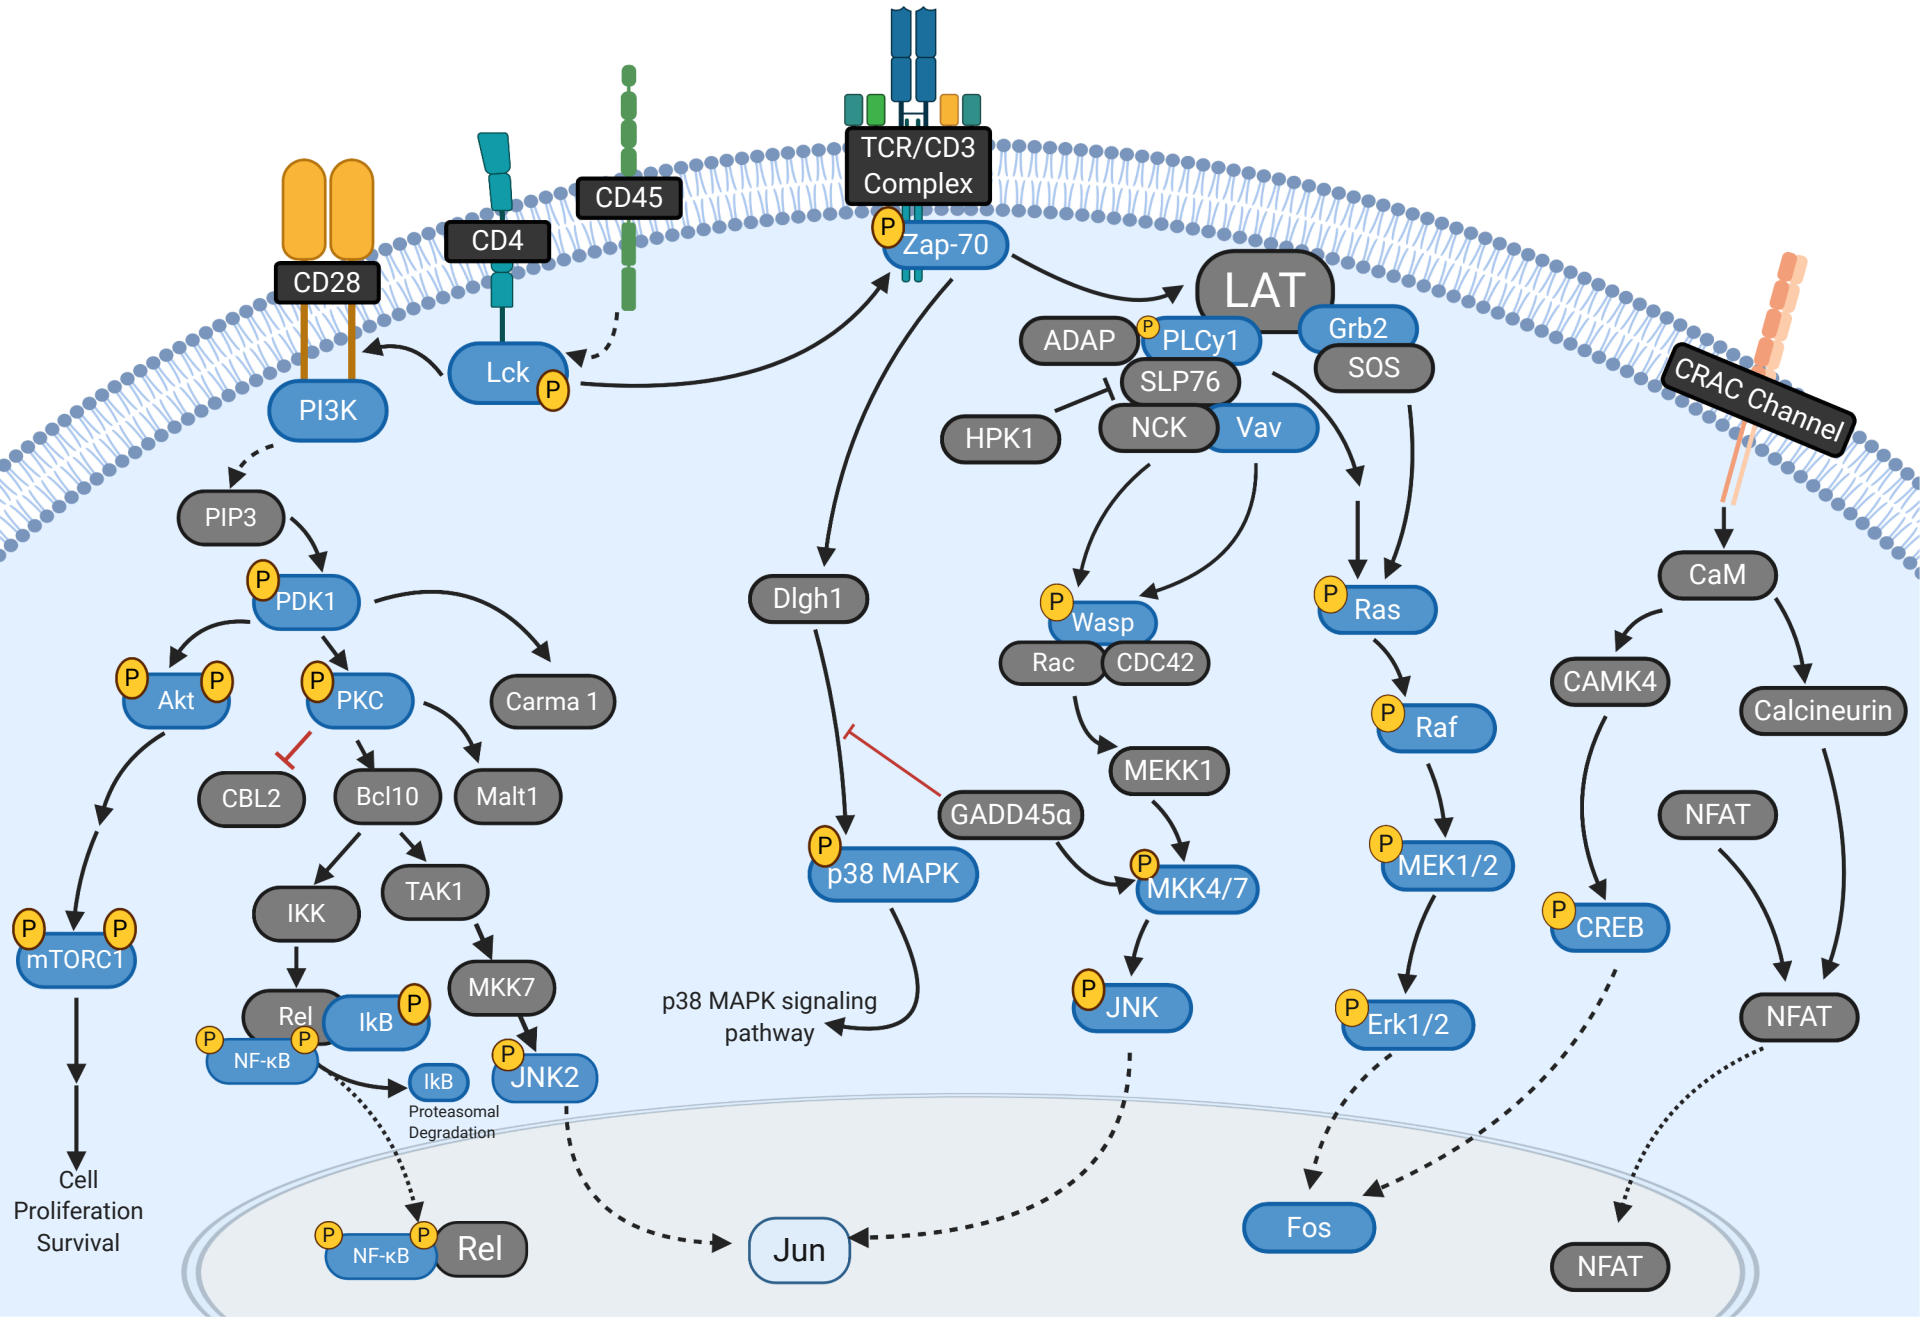 TCR/CD3
Complex
CD45
CD4
CD28
P
Zap-70
LAT
Grb2
SOS
P
PLCy1
ADAP
SLP76
HPK1
NCK
Vav
CRAC Channel
Lck
P
PI3K
PIP3
P
PDK1
P
Akt
P
P
PKC
Carma 1
CBL2
Bcl10
Malt1
IKK
TAK1
MKK7
P
JNK2
Rel
IkB
P
P
NF-κB
P
IkB
Proteasomal
Degradation
P
mTORC1
P
Cell
Proliferation
Survival
P
NF-κB
P
Rel
Dlgh1
P
p38 MAPK
p38 MAPK signaling
pathway
P
Wasp
Rac
CDC42
MEKK1
GADD45α
P
MKK4/7
P
JNK
Jun
P
Ras
P
Raf
P
MEK1/2
P
Erk1/2
Fos
CaM
CAMK4
Calcineurin
NFAT
P
CREB
NFAT
NFAT